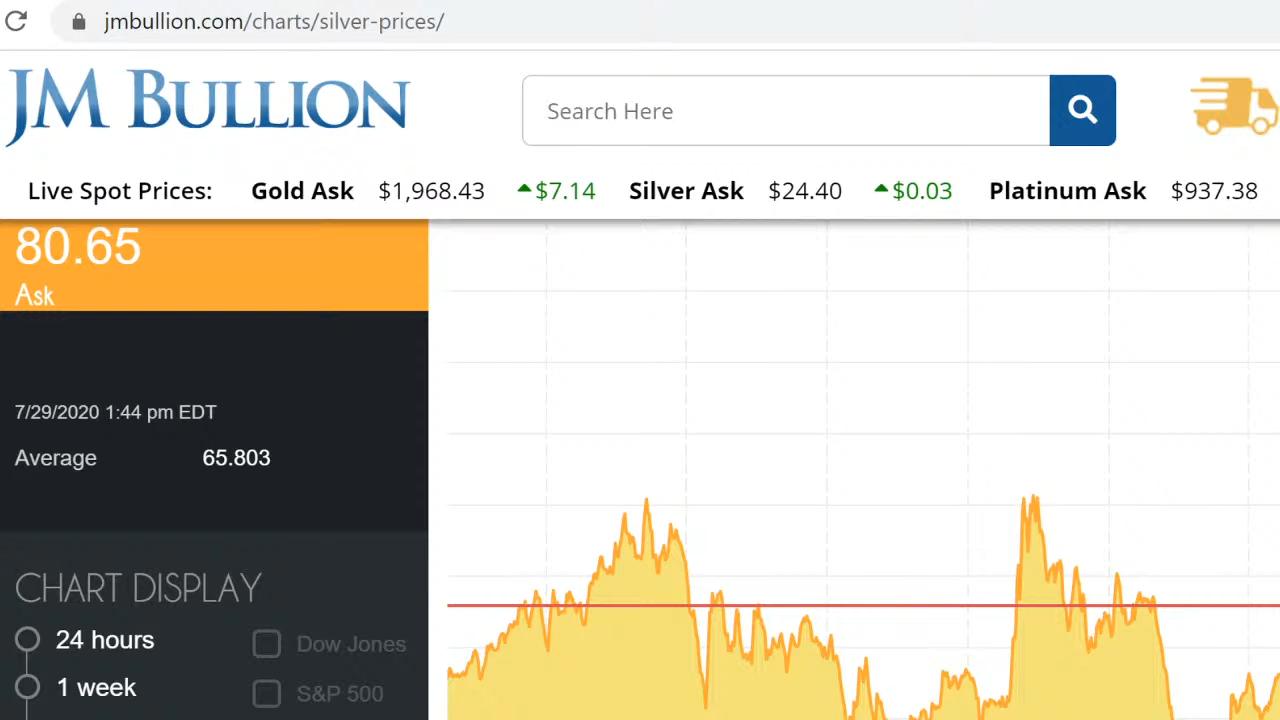 jmbullion.com/charts/silver-prices/
JM BULLION
Search Here
Live Spot Prices: Gold Ask $1,968.43 $7.14 Silver Ask $24.40 $0.03 Platinum Ask $937.38
80.65
Ask
7/29/2020 1:44 pm EDT
Average 65.803
CHART DISPLAY
24 hours Dow Jones
1 week S&P 500